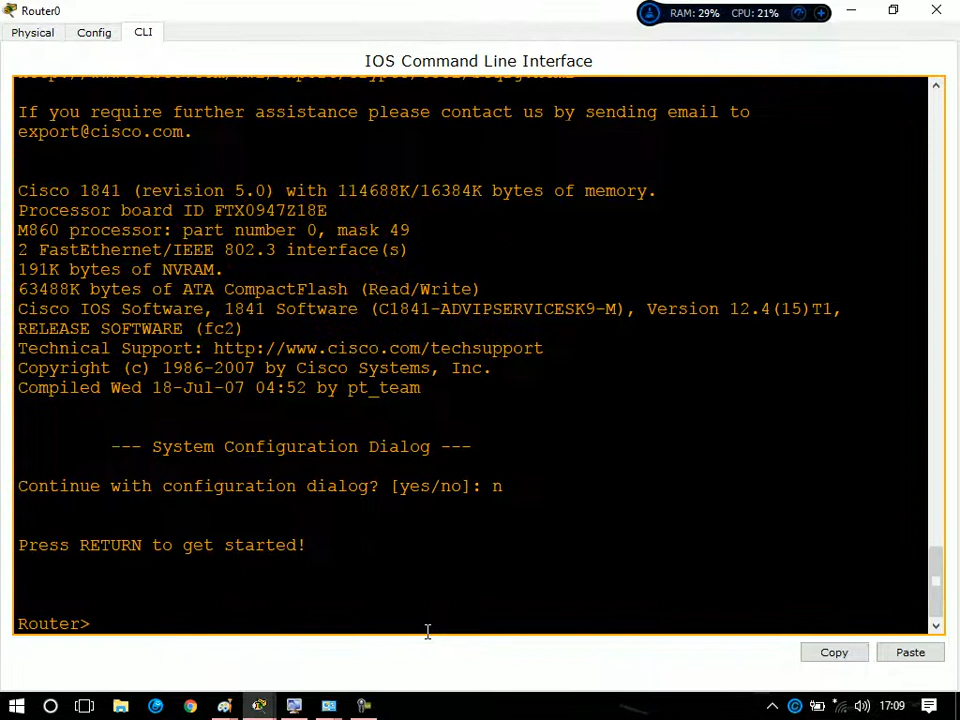 Router0
RAM: 29% CPU: 21%
Physical
Config
CLI
IOS Command Line Interface
If you require further assistance please contact us by sending email to
export@cisco.com.
Cisco 1841 (revision 5.0) with 114688K/16384K bytes of memory.
Processor board ID FTX0947Z18E
M860 processor: part number 0, mask 49
2 FastEthernet/IEEE 802.3 interface(s)
191K bytes of NVRAM.
63488K bytes of ATA CompactFlash (Read/Write)
Cisco IOS Software, 1841 Software (C1841-ADVIPSERVICESK9-M), Version 12.4(15)T1,
RELEASE SOFTWARE (fc2)
Technical Support: http://www.cisco.com/techsupport
Copyright (c) 1986-2007 by Cisco Systems, Inc.
Compiled Wed 18-Jul-07 04:52 by pt_team
--- System Configuration Dialog ---
Continue with configuration dialog? [yes/no]: n
Press RETURN to get started!
Router>
Copy
Paste
17:09